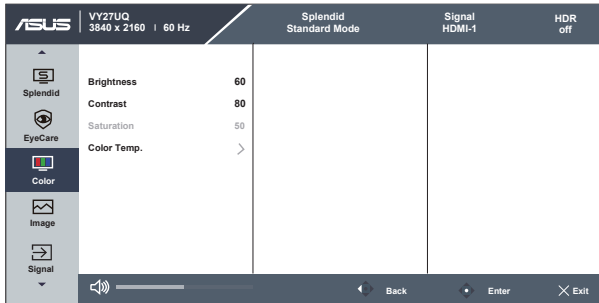 ASUS
VY27UQ
3840 x 2160 | 60 Hz
Splendid
Standard Mode
Signal
HDMI-1
HDR
off
Splendid
EyeCare
Color
Image
Signal
Brightness 60
Contrast 80
Saturation 50
Color Temp.
Back
Enter
Exit